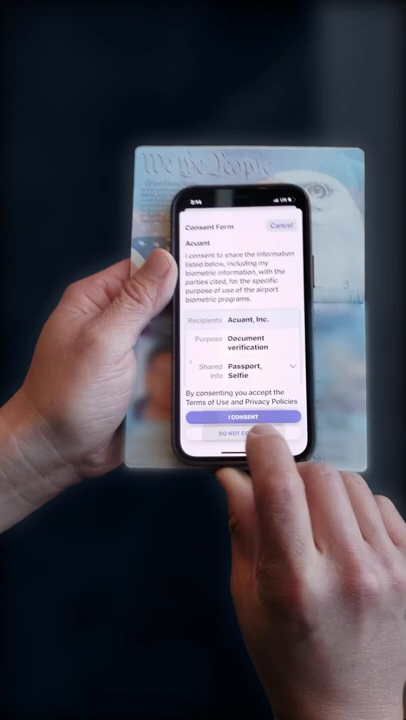 We the People
2:14
Consent Form Cancel
Acuant
I consent to share the information
listed below, including my
biometric information, with the
parties cited, for the specific
purpose of use of the airport
biometric programs.
Recipients Acuant, Inc.
Purpose Document
verification
Shared Passport,
Info Selfie
By consenting you accept the
Terms of Use and Privacy Policies
I CONSENT
DO NOT